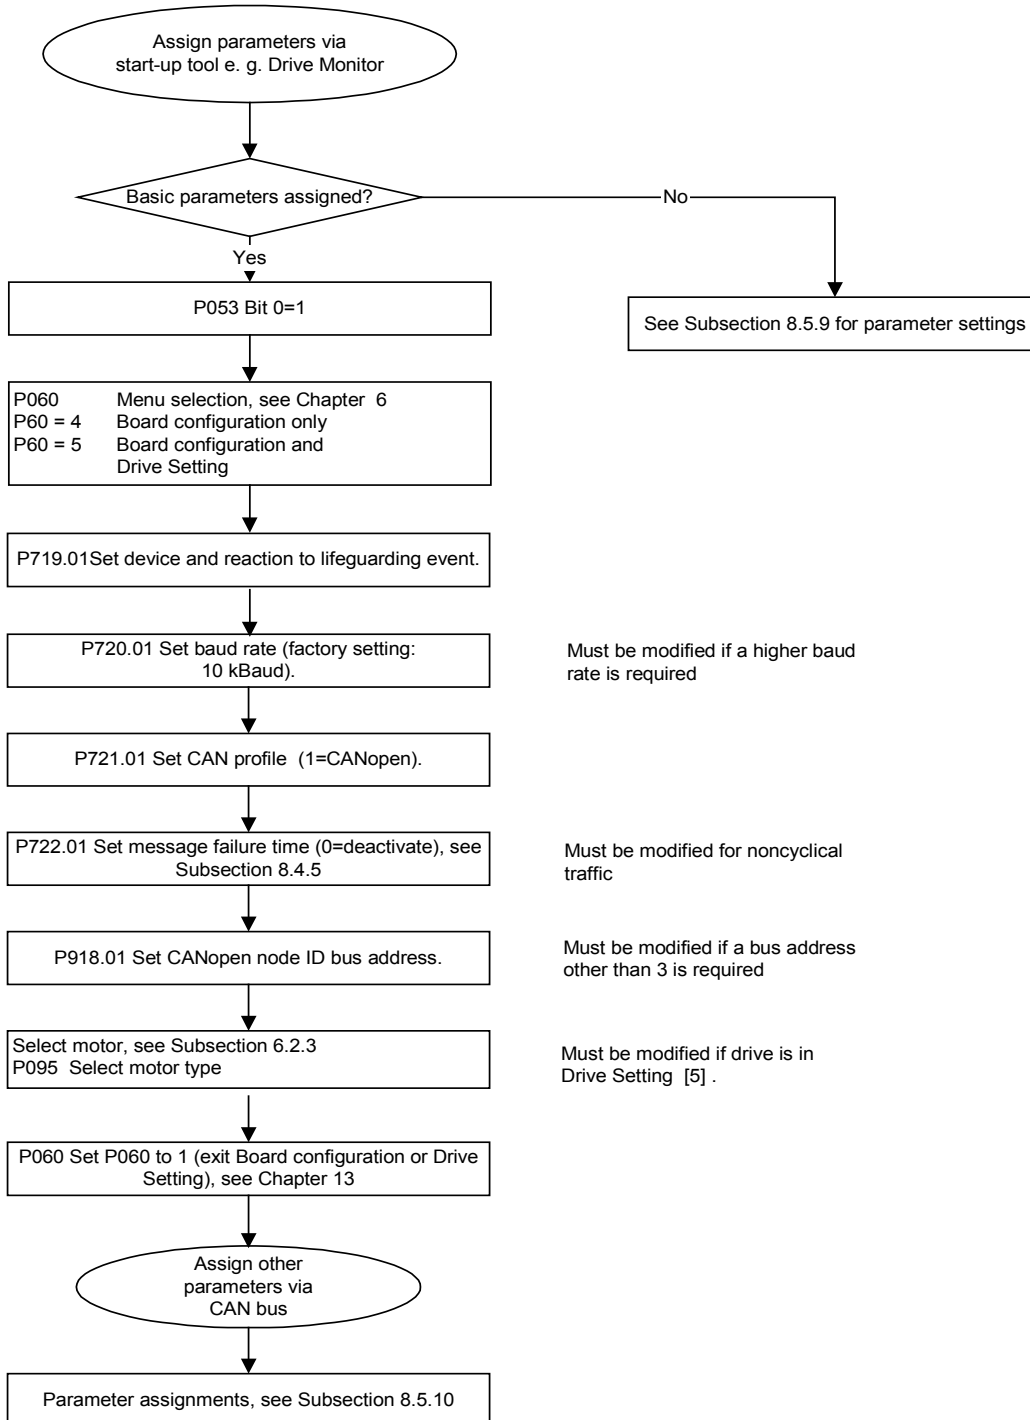 Assign parameters via
start-up tool e. g. Drive Monitor
Basic parameters assigned?
No
Yes
P053 Bit 0=1
See Subsection 8.5.9 for parameter settings
P060 Menu selection, see Chapter 6
P60 = 4 Board configuration only
P60 = 5 Board configuration and
Drive Setting
P719.01Set device and reaction to lifeguarding event.
P720.01 Set baud rate (factory setting:
10 kBaud).
Must be modified if a higher baud
rate is required
P721.01 Set CAN profile (1=CANopen).
P722.01 Set message failure time (0=deactivate), see
Subsection 8.4.5
Must be modified for noncyclical
traffic
P918.01 Set CANopen node ID bus address.
Must be modified if a bus address
other than 3 is required
Select motor, see Subsection 6.2.3
P095 Select motor type
Must be modified if drive is in
Drive Setting [5] .
P060 Set P060 to 1 (exit Board configuration or Drive
Setting), see Chapter 13
Assign other
parameters via
CAN bus
Parameter assignments, see Subsection 8.5.10